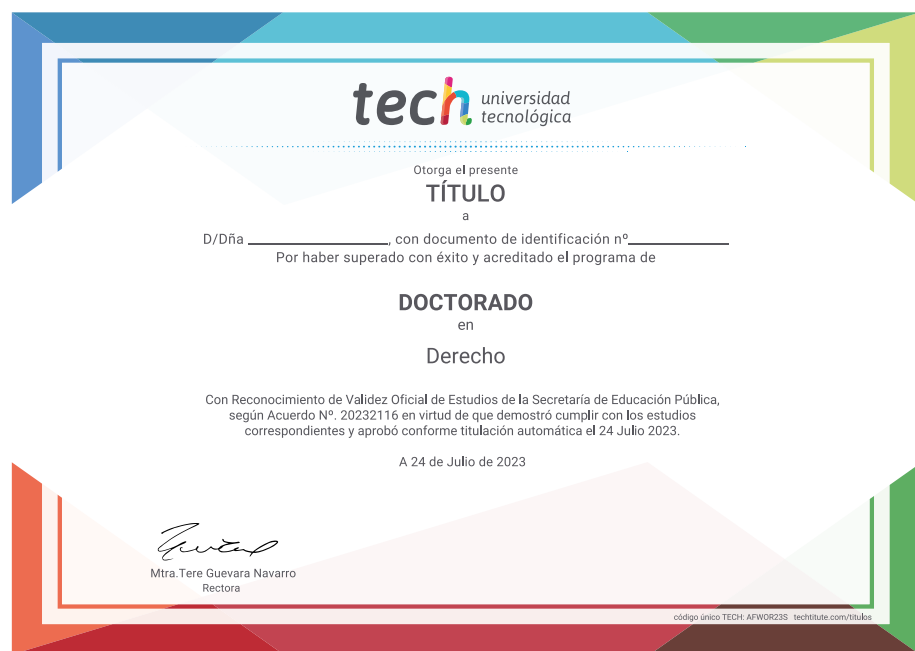 tech universidad
tecnológica
Otorga el presente
TÍTULO
a
D/Dña ________________, con documento de identificación nº____________
Por haber superado con éxito y acreditado el programa de
DOCTORADO
en
Derecho
Con Reconocimiento de Validez Oficial de Estudios de la Secretaría de Educación Pública,
según Acuerdo Nº. 20232116 en virtud de que demostró cumplir con los estudios
correspondientes y aprobó conforme titulación automática el 24 Julio 2023.
A 24 de Julio de 2023
Mtra.Tere Guevara Navarro
Rectora
código único TECH: AFWOR23S techtitute.com/titulos